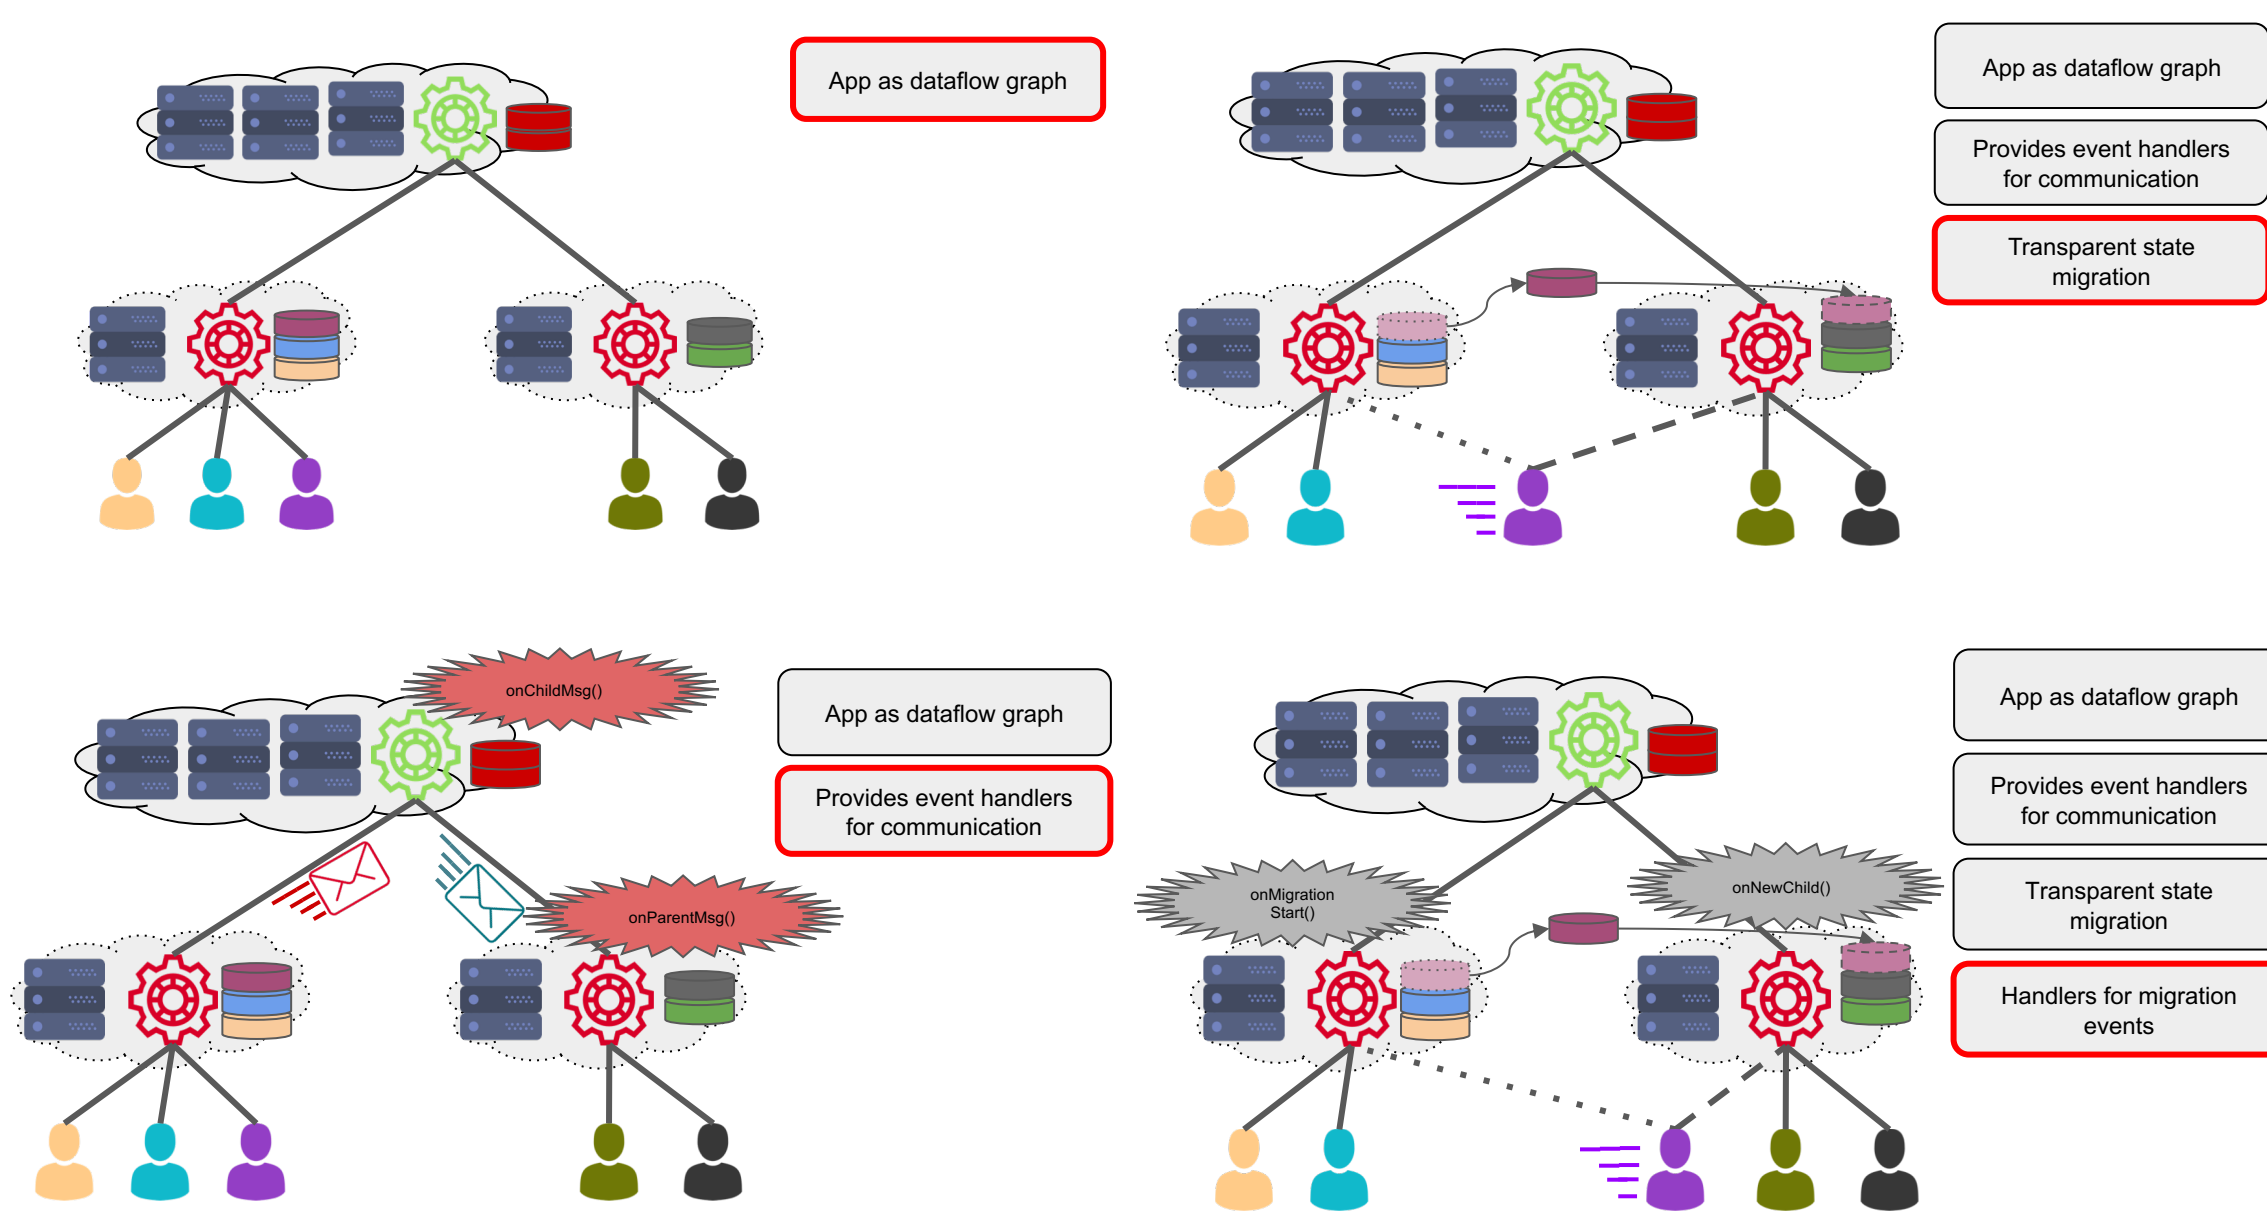 App as dataflow graph
App as dataflow graph
Provides event handlers
for communication
Transparent state
migration
onChildMsg()
onParentMsg()
App as dataflow graph
Provides event handlers
for communication
onMigration
Start()
onNewChild()
App as dataflow graph
Provides event handlers
for communication
Transparent state
migration
Handlers for migration
events